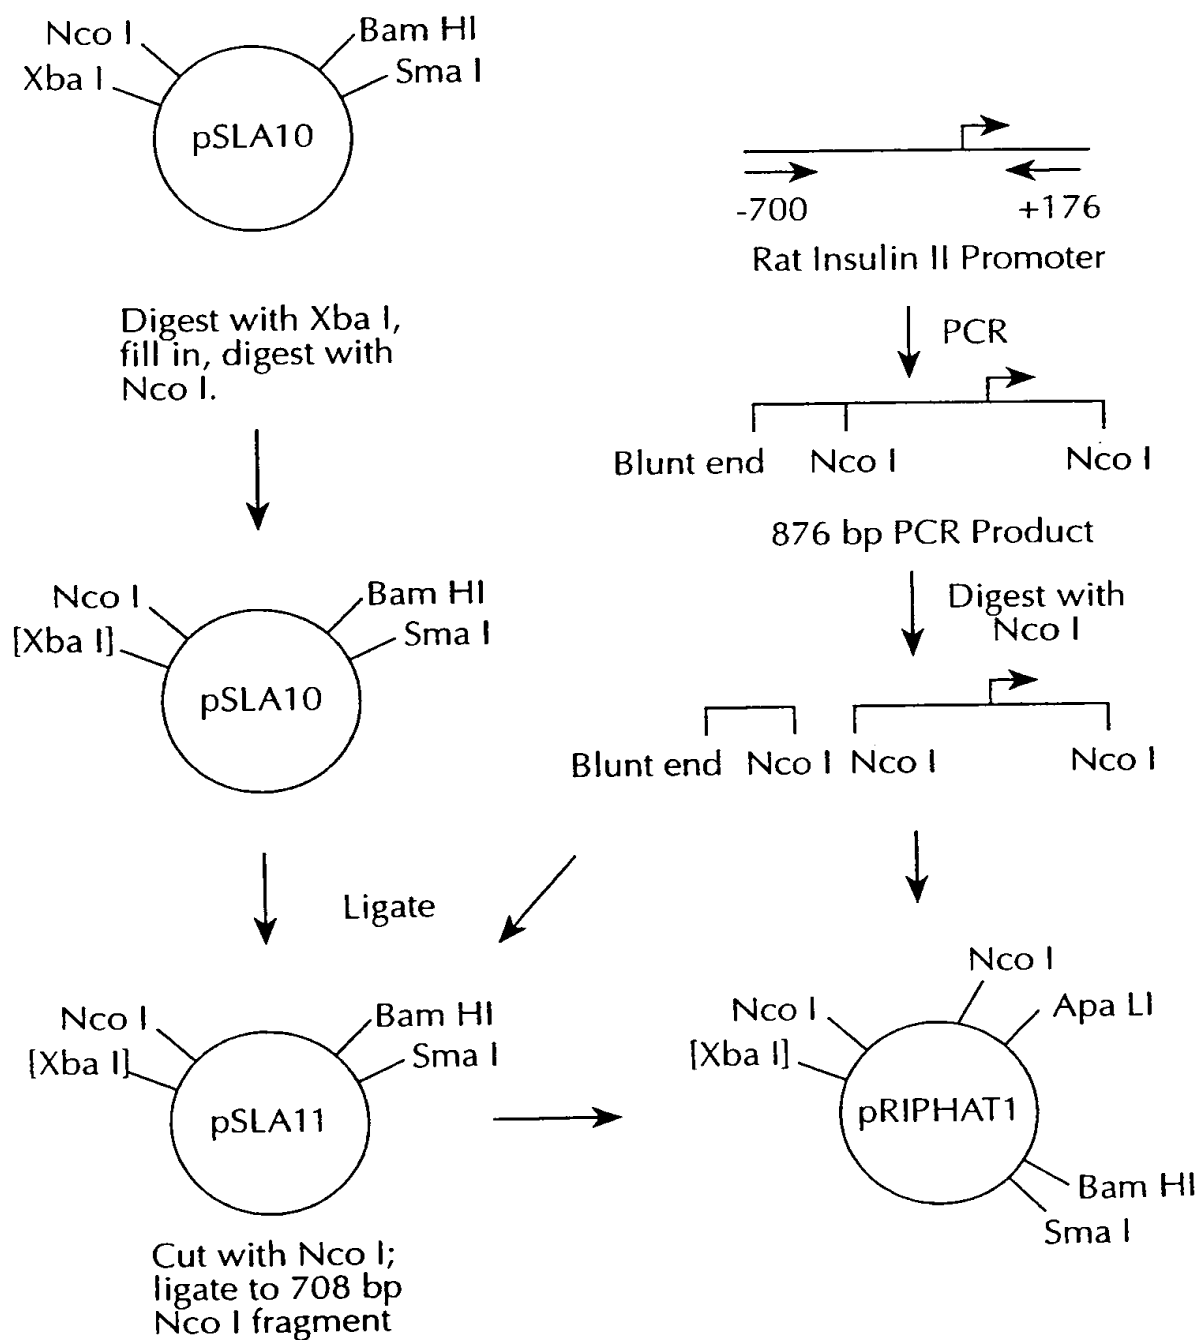 Nco I
Xba I
Bam HI
Sma I
pSLA10
Digest with Xba I,
fill in, digest with
Nco I.
Nco I
[Xba I]
Bam HI
Sma I
pSLA10
Ligate
Nco I
[Xba I]
Bam HI
Sma I
pSLA11
Cut with Nco I;
ligate to 708 bp
Nco I fragment
-700
+176
Rat Insulin II Promoter
PCR
Blunt end
Nco I
Nco I
876 bp PCR Product
Digest with
Nco I
Blunt end
Nco I
Nco I
Nco I
Nco I
Nco I
[Xba I]
Apa LI
pRIPHAT1
Bam HI
Sma I